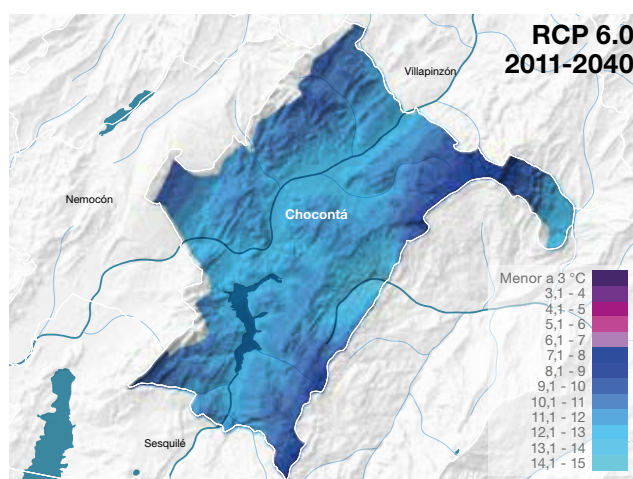 RCP 6.0
2011-2040
Villapinzón
Nemocón
Chocontá
Sesquilé
Menor a 3 °C
3,1 - 4
4,1 - 5
5,1 - 6
6,1 - 7
7,1 - 8
8,1 - 9
9,1 - 10
10,1 - 11
11,1 - 12
12,1 - 13
13,1 - 14
14,1 - 15